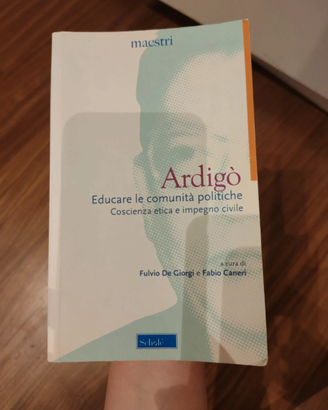 maestri
Ardigò
Educare le comunità politiche
Coscienza etica e impegno civile
a cura di
Fulvio De Giorgi e Fabio Caneri
Scholé